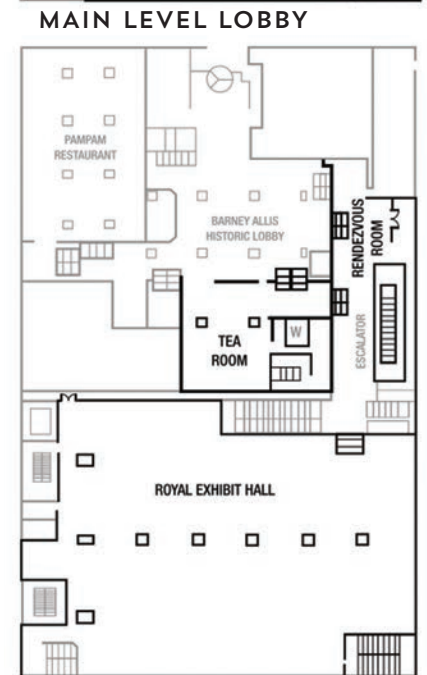 MAIN LEVEL LOBBY
PAMPAM
RESTAURANT
BARNEY ALLIS
HISTORIC LOBBY
RENDEZVOUS
ROOM
ESCALATOR
TEA
ROOM
W
ROYAL EXHIBIT HALL